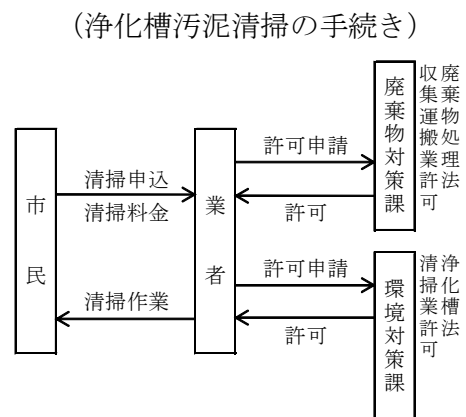 (浄化槽汚泥清掃の手続き)
市民
清掃申込
清掃料金
清掃作業
業者
許可申請
許可
廃棄物対策課
廃棄物処理法
収集運搬業許可
許可申請
許可
環境対策課
浄化槽法
清掃業許可